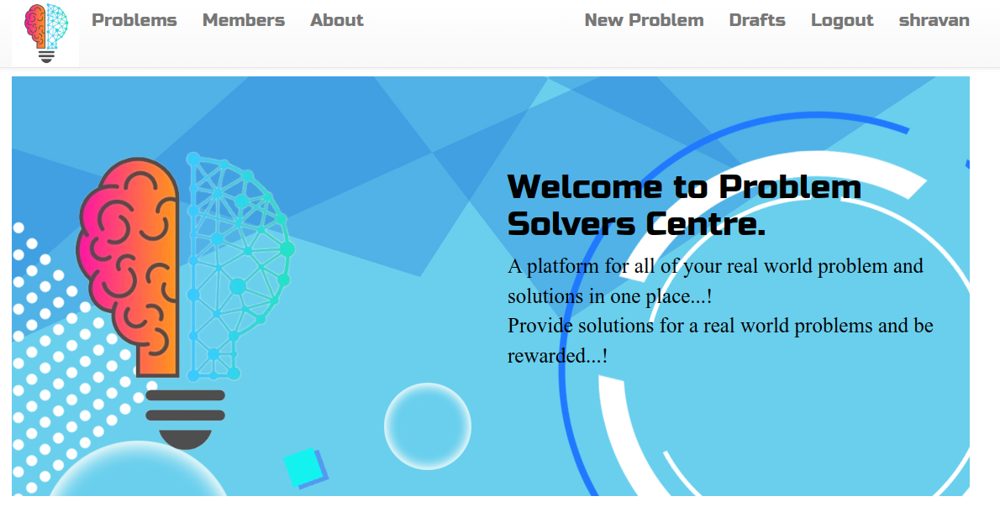 Problems Members About New Problem Drafts Logout shravan
Welcome to Problem
Solvers Centre.
A platform for all of your real world problem and
solutions in one place...!
Provide solutions for a real world problems and be
rewarded...!